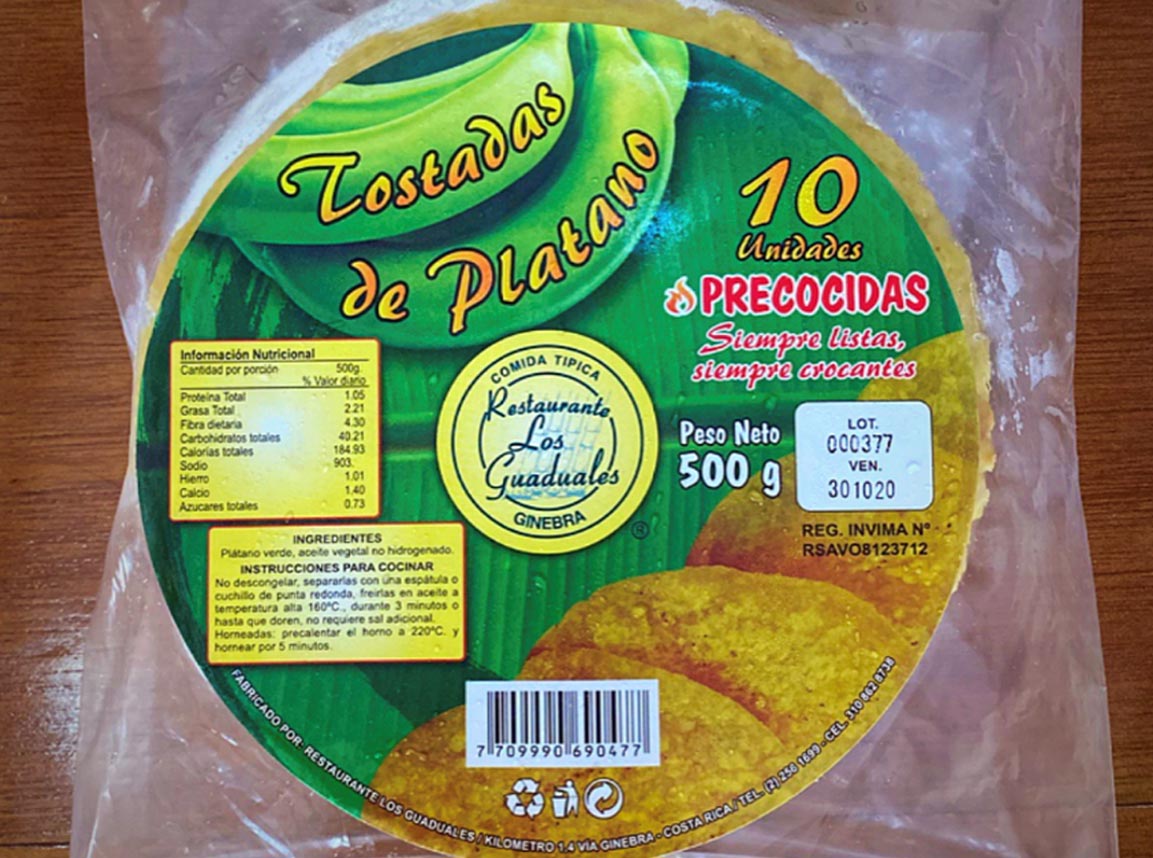 Tostadas
de Platano
10
Unidades
PRECOCIDAS
Siempre listas,
siempre crocantes
Información Nutricional
Cantidad por porción 500g.
% Valor diario
Proteína Total 1.05
Grasa Total 2.21
Fibra dietaria 4.30
Carbohidratos totales 40.21
Calorías totales 184.93
Sodio 903.
Hierro 1.01
Calcio 1.40
Azucares totales 0.73
COMIDA TIPICA
Restaurante
Los
Guaduales
GINEBRA
®
Peso Neto
500 g
LOT.
000377
VEN.
301020
REG. INVIMA Nº
RSAVO8123712
INGREDIENTES
Plátano verde, aceite vegetal no hidrogenado.
INSTRUCCIONES PARA COCINAR
No descongelar, separarlas con una espátula o
cuchillo de punta redonda, freirlas en aceite a
temperatura alta 160ºC., durante 3 minutos o
hasta que doren, no requiere sal adicional.
Horneadas: precalentar el horno a 220ºC. y
hornear por 5 minutos.
7 709990 690477
FABRICADO POR: RESTAURANTE LOS GUADUALES / KILOMETRO 1.4 VÍA GINEBRA - COSTA RICA / TEL. (2) 256 1699 - CEL. 310 862 8738